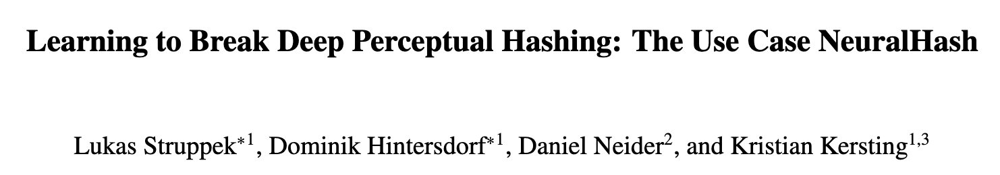 Learning to Break Deep Perceptual Hashing: The Use Case NeuralHash
Lukas Struppek*1, Dominik Hintersdorf*1, Daniel Neider2, and Kristian Kersting1,3